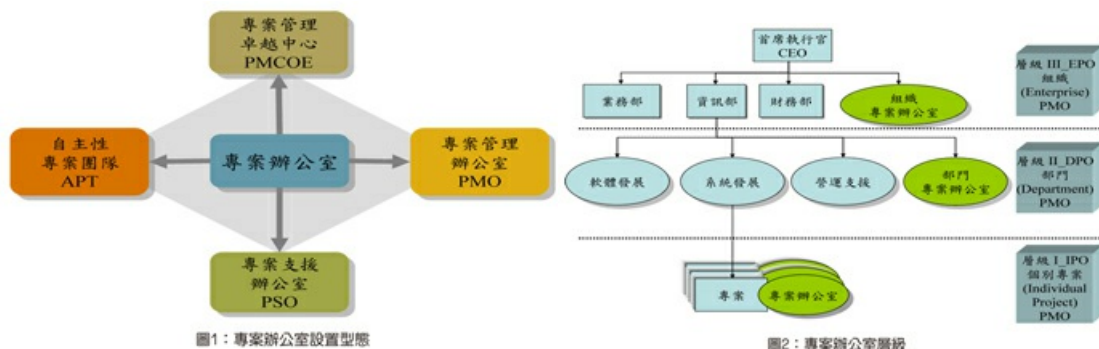 專案管理
卓越中心
PMCOE
自主性
專案團隊
APT
專案辦公室
專案管理
辦公室
PMO
專案支援
辦公室
PSO
圖1：專案辦公室設置型態
首席執行官
CEO
業務部
資訊部
財務部
組織
專案辦公室
層級 III_EPO
組織
(Enterprise)
PMO
軟體發展
系統發展
營運支援
部門
專案辦公室
層級 II_DPO
部門
(Department)
PMO
專案
專案辦公室
層級 I_IPO
個別專案
(Individual
Project)
PMO
圖2：專案辦公室層級